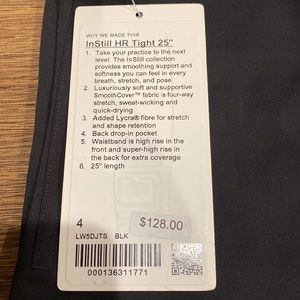 WHY WE MADE THIS
InStill HR Tight 25"
1. Take your practice to the next
level. The InStill collection
provides smoothing support and
softness you can feel in every
breath, stretch, and pose
2. Luxuriously soft and supportive
SmoothCover™ fabric is four-way
stretch, sweat-wicking and
quick-drying
3. Added Lycra® fibre for stretch
and shape retention
4. Back drop-in pocket
5. Waistband is high rise in the
front and super-high rise in
the back for extra coverage
6. 25" length
4
$128.00
LW5DJTS BLK
000136311771